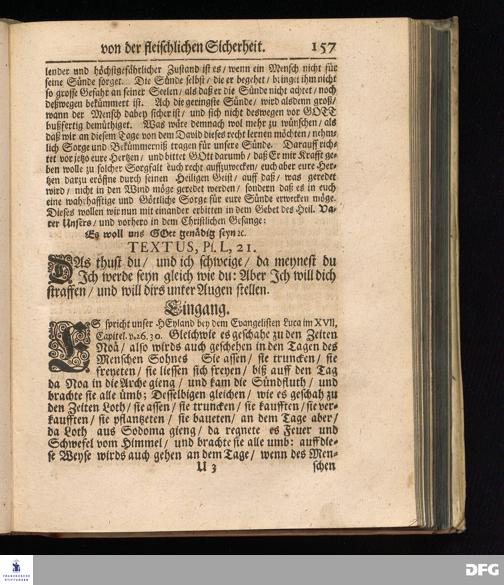 von der fleischlichen Sicherheit. 157
lender und höchstgefährlicher Zustand ist es / wenn ein Mensch nicht für
seine Sünde sorget. Die Sünde selbst / die er begehet / bringt ihm nicht
so grosse Gefahr an seiner Seelen / als daß er die Sünde nicht achtet / noch
deßwegen bekümmert ist. Ach die geringste Sünde / wird alsdenn groß /
wann der Mensch dabey sicher ist / und sich nicht deswegen vor GOTT
bußfertig demüthiget. Was wäre demnach wol mehr zu wünschen / als
daß wir an diesem Tage von dem David dieses recht lernen möchten / nehm-
lich Sorge und Bekümmerniß tragen für unsere Sünde. Darauff rich-
tet vor jetzo eure Hertzen / und bittet GOtt darumb / daß Er mir Krafft ge-
ben wolle zu solcher Sorgfalt euch recht auffzuwecken / euch aber eure Her-
tzen darzu eröffne durch seinen Heiligen Geist / auff daß / was geredet
wird / nicht in den Wind möge geredet werden / sondern daß es in euch
eine wahrhafftige und Göttliche Sorge für eure Sünde erwecken möge.
Dieses wollen wir nun mit einander erbitten in dem Gebet des Heil. Va-
ter Unsers / und vorhero in dem Christlichen Gesange:
Es woll uns GOtt genädig seyn ꝛc.
TEXTUS, Ps. L, 21.
DAs thust du / und ich schweige / da meynest du
Ich werde seyn gleich wie du: Aber Ich will dich
straffen / und will dirs unter Augen stellen.
Eingang.
ES spricht unser HEyland bey dem Evangelisten Luca im XVII,
Capitel. v. 26. 30. Gleichwie es geschahe zu den Zeiten
Noä / also wirds auch geschehen in den Tagen des
Menschen Sohnes Sie assen / sie truncken / sie
freyeten / sie liessen sich freyen / biß auff den Tag
da Noa in die Arche gieng / und kam die Sündfluth / und
brachte sie alle ümb: Desselbigen gleichen / wie es geschah zu
den Zeiten Loth / sie assen / sie truncken / sie kaufften / sie ver-
kaufften / sie pflantzeten / sie baueten / an dem Tage aber /
da Loth aus Sodoma gieng / da regnete es Feuer und
Schwefel vom Himmel / und brachte sie alle umb: auff die-
se Weyse wirds auch gehen an dem Tage / wenn des Men-
U 3 schen
FRANCKESCHE
STIFTUNGEN
DFG